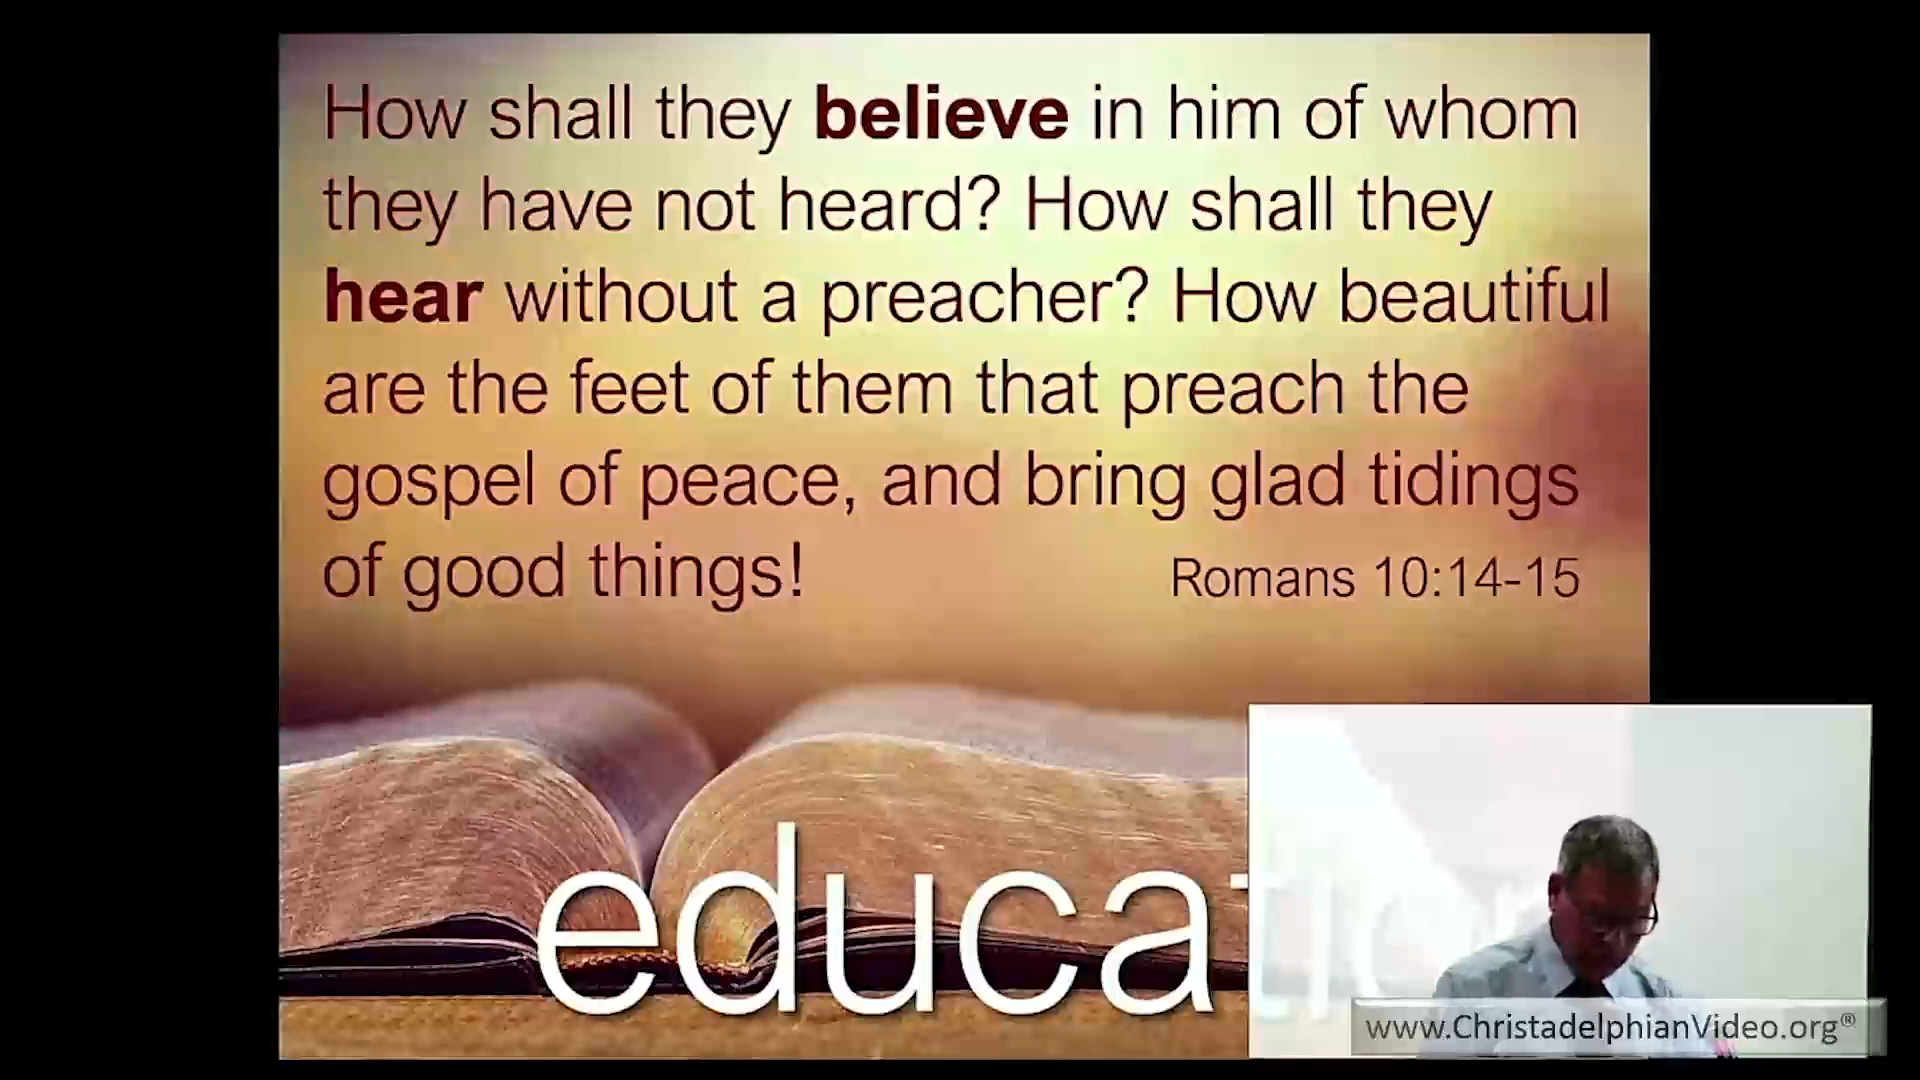 How shall they believe in him of whom
they have not heard? How shall they
hear without a preacher? How beautiful
are the feet of them that preach the
gospel of peace, and bring glad tidings
of good things!
Romans 10:14-15
educat
www.ChristadelphianVideo.org®